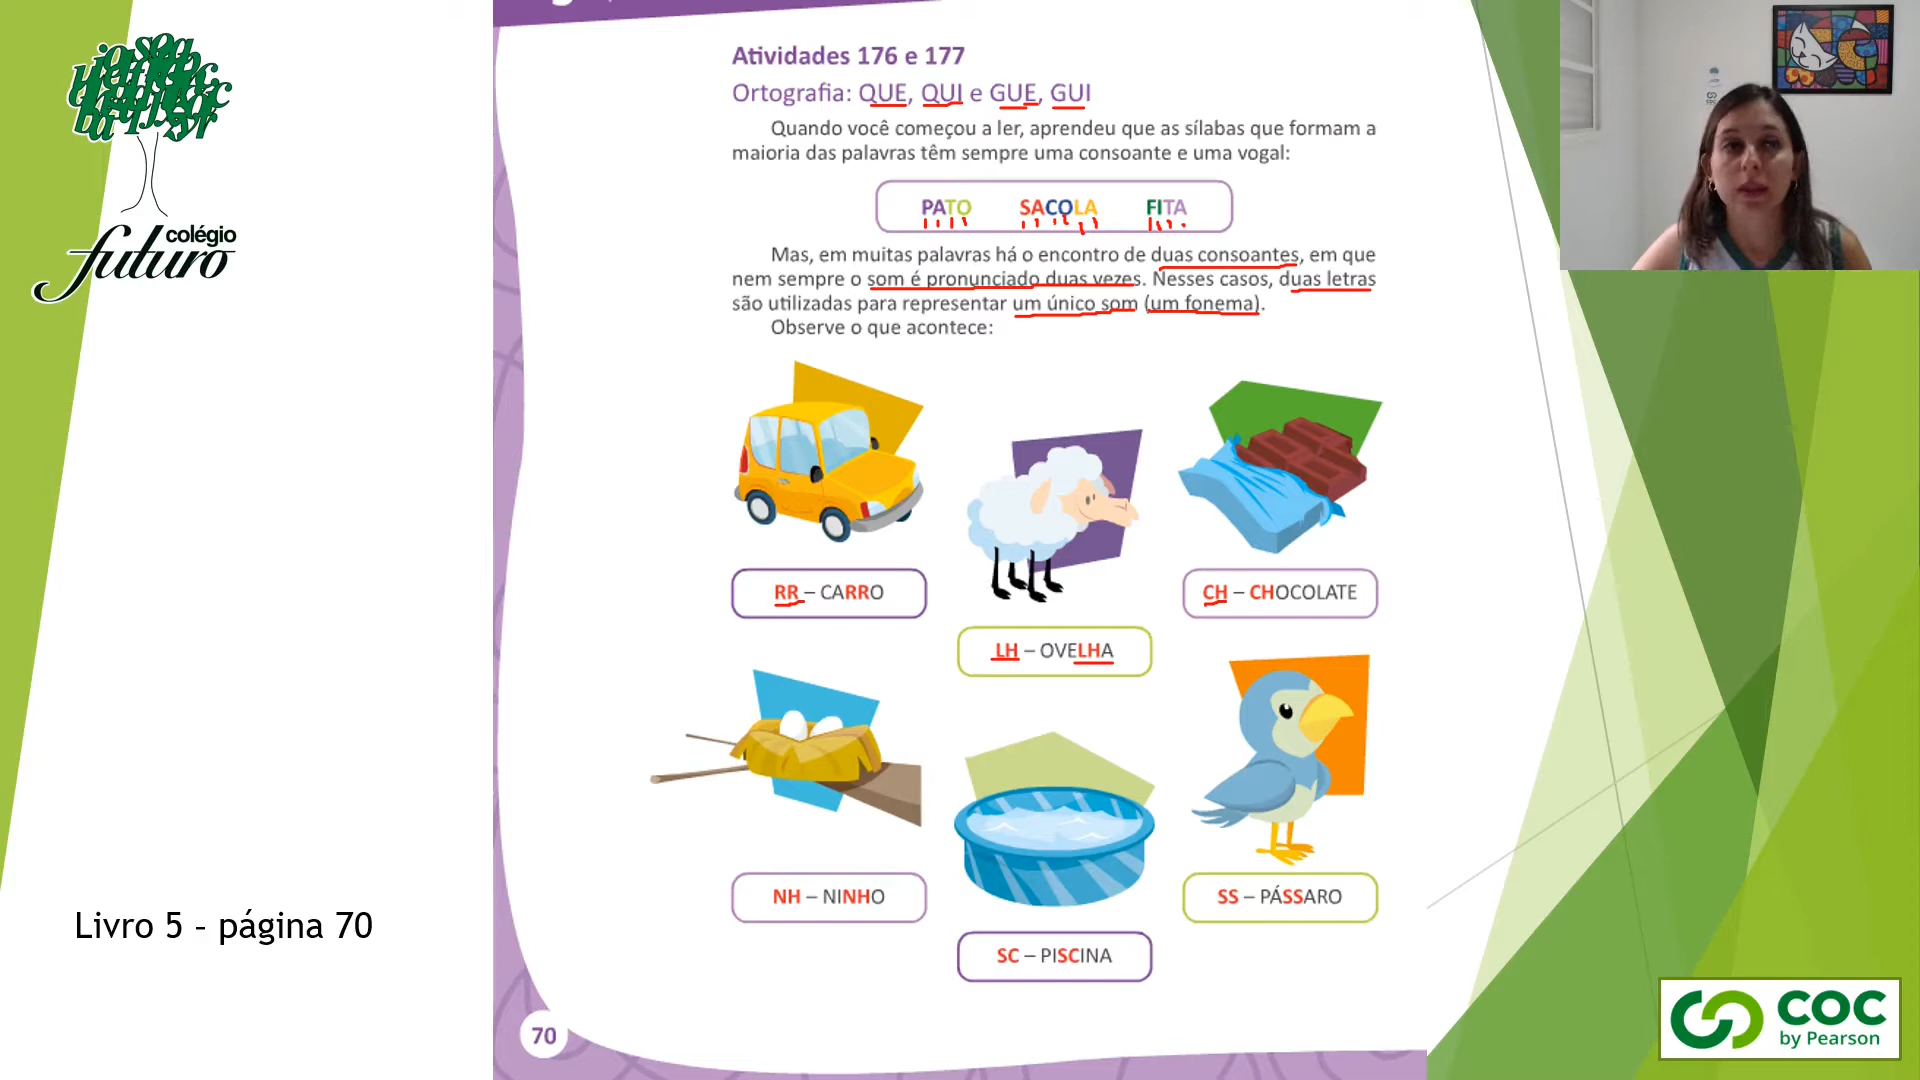 colégio
futuro
Livro 5 - página 70
Atividades 176 e 177
Ortografia: QUE, QUI e GUE, GUI
Quando você começou a ler, aprendeu que as sílabas que formam a
maioria das palavras têm sempre uma consoante e uma vogal:
PATO SACOLA FITA
Mas, em muitas palavras há o encontro de duas consoantes, em que
nem sempre o som é pronunciado duas vezes. Nesses casos, duas letras
são utilizadas para representar um único som (um fonema).
Observe o que acontece:
RR – CARRO
CH – CHOCOLATE
LH – OVELHA
NH – NINHO
SS – PÁSSARO
SC – PISCINA
70
COC
by Pearson